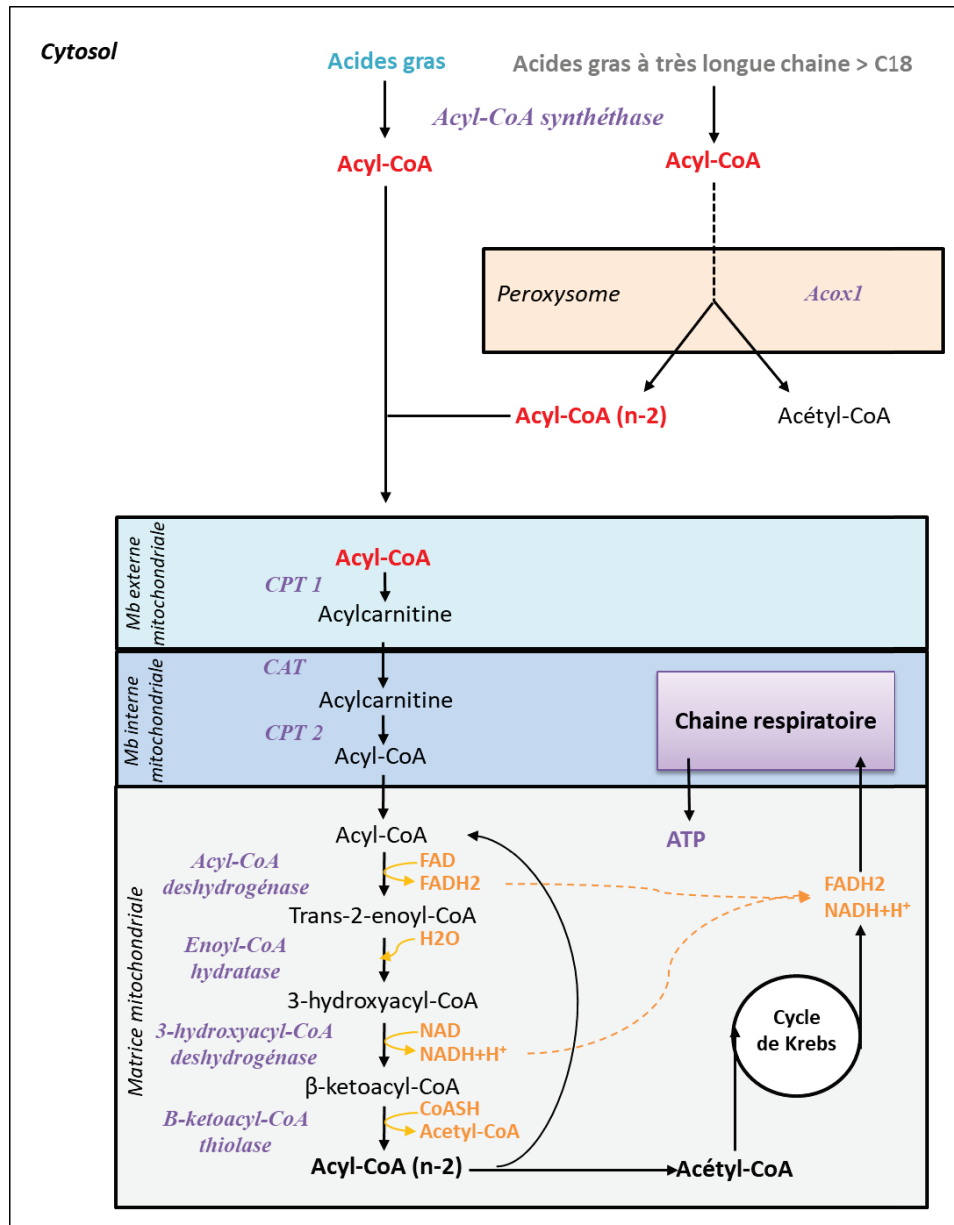 Cytosol
Acides gras
Acides gras à très longue chaine > C18
Acyl-CoA synthéthase
Acyl-CoA
Acyl-CoA
Peroxysome
Acox1
Acyl-CoA (n-2)
Acétyl-CoA
Mb externe
mitochondriale
Acyl-CoA
CPT 1
Acylcarnitine
Mb interne
mitochondriale
CAT
Acylcarnitine
CPT 2
Acyl-CoA
Chaine respiratoire
Matrice mitochondriale
Acyl-CoA
ATP
Acyl-CoA
deshydrogénase
FAD
FADH2
FADH2
NADH+H⁺
Trans-2-enoyl-CoA
Enoyl-CoA
hydratase
H2O
3-hydroxyacyl-CoA
3-hydroxyacyl-CoA
deshydrogénase
NAD
NADH+H⁺
Cycle
de Krebs
β-ketoacyl-CoA
B-ketoacyl-CoA
thiolase
CoASH
Acetyl-CoA
Acyl-CoA (n-2)
Acétyl-CoA